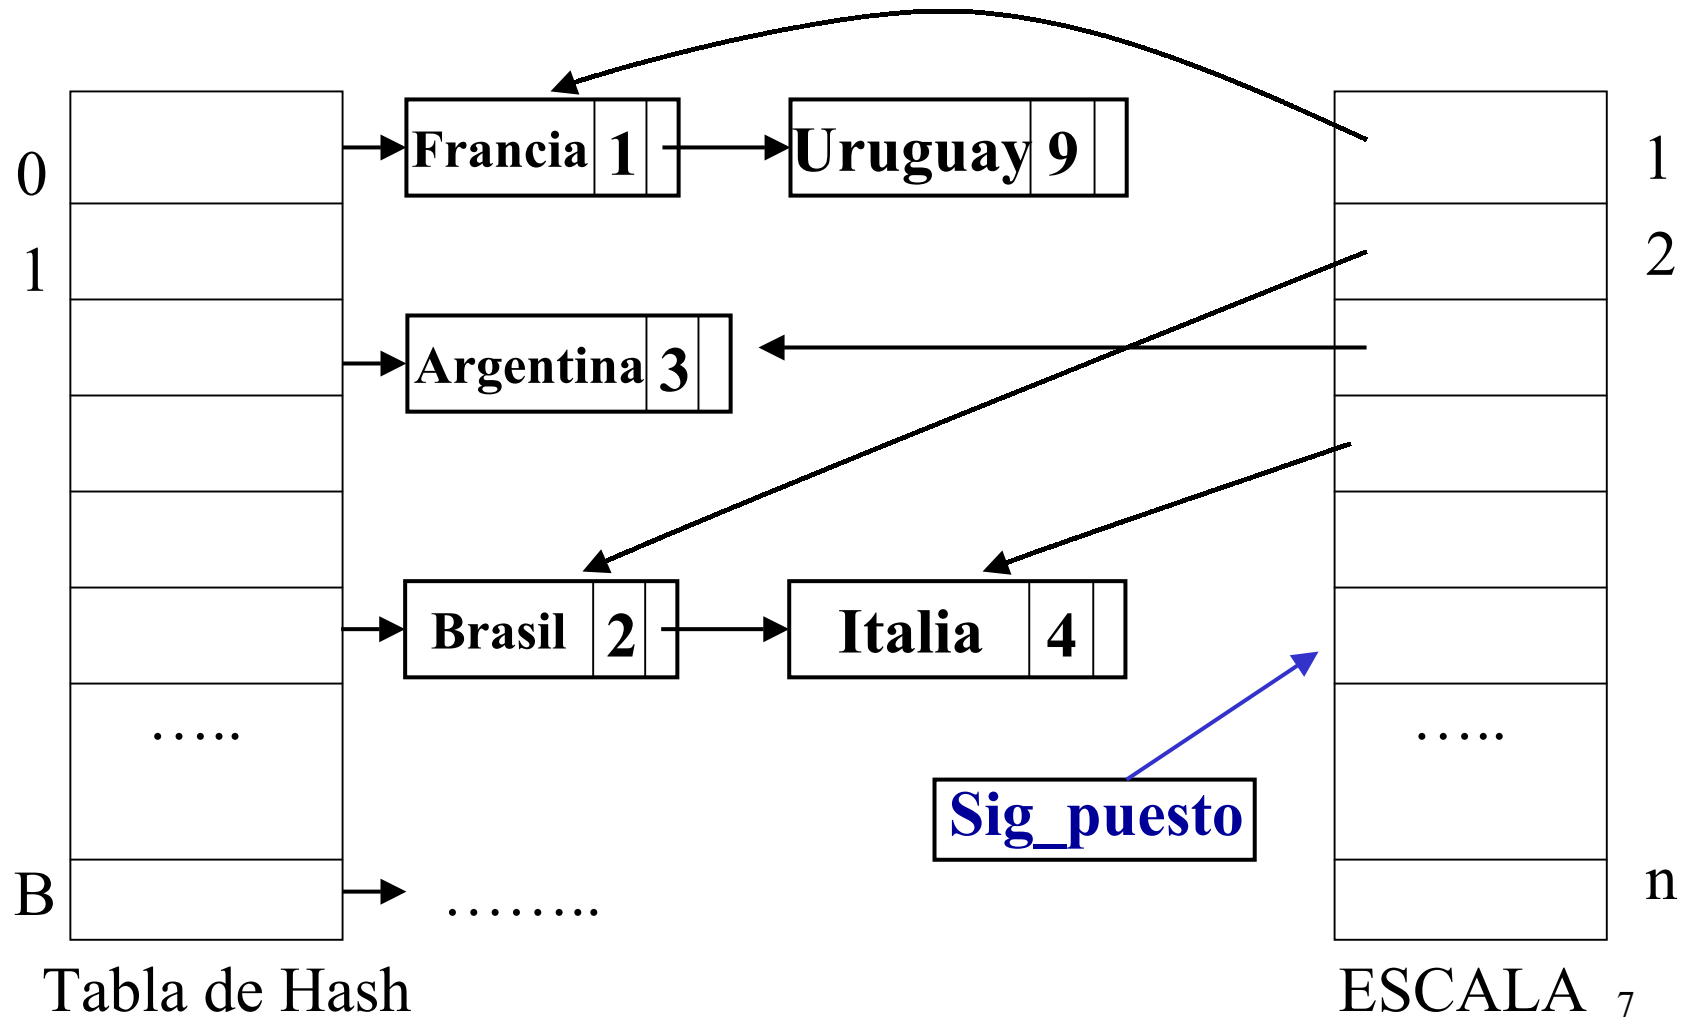 0
Francia 1
Uruguay 9
1
1
2
Argentina 3
Brasil 2
Italia 4
…..
…..
Sig_puesto
B
……..
n
Tabla de Hash
ESCALA
7